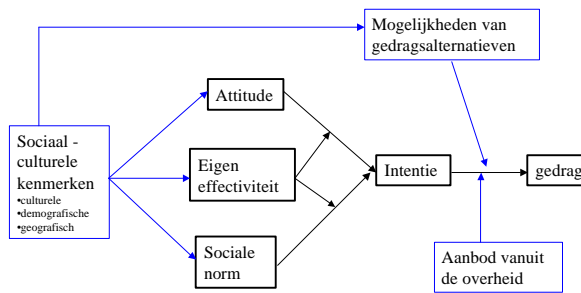 Mogelijkheden van
gedragsalternatieven
Attitude
Sociaal -
culturele
kenmerken
•culturele
•demografische
•geografisch
Eigen
effectiviteit
Intentie
gedrag
Sociale
norm
Aanbod vanuit
de overheid